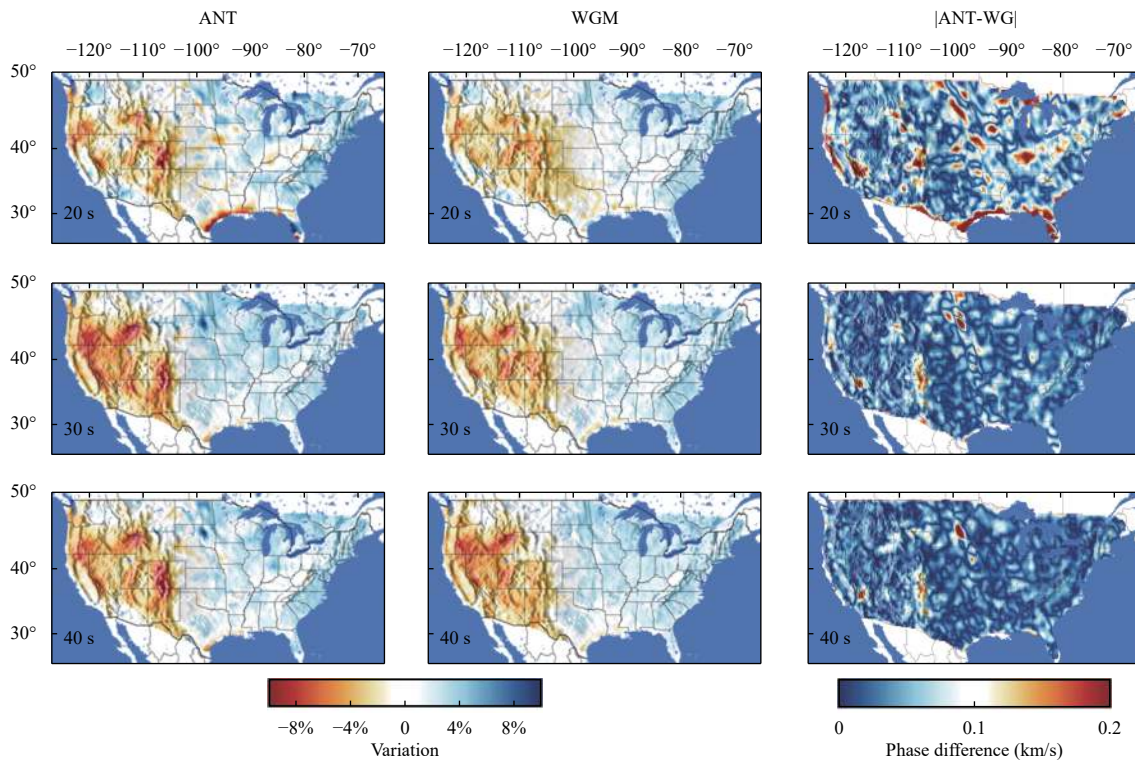 ANT WGM |ANT-WG|
−120° −110° −100° −90° −80° −70° −120° −110° −100° −90° −80° −70° −120° −110° −100° −90° −80° −70°
50°
40°
30°
20 s 20 s 20 s
50°
40°
30°
30 s 30 s 30 s
50°
40°
30°
40 s 40 s 40 s
−8% −4% 0 4% 8% 0 0.1 0.2
Variation Phase difference (km/s)